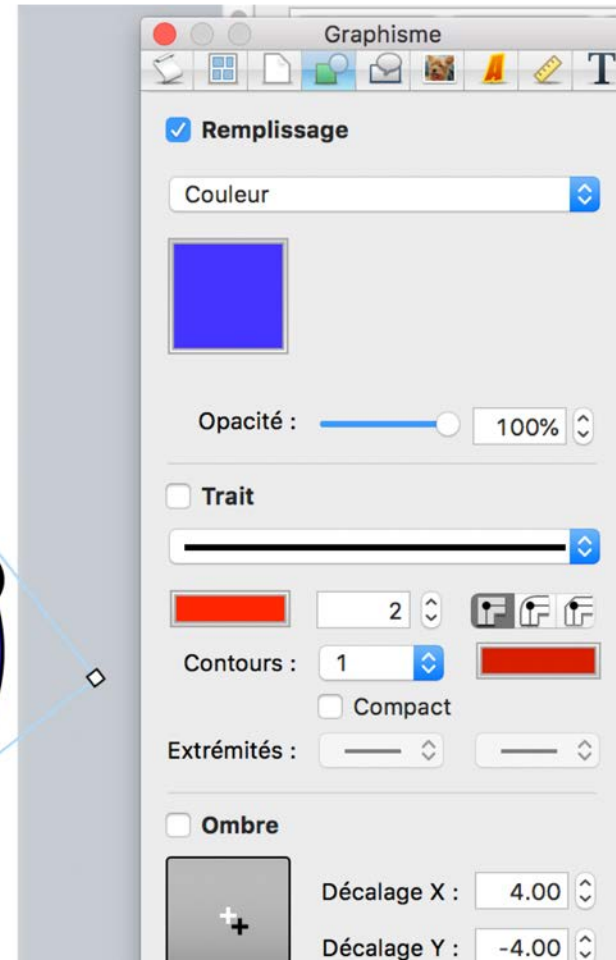 Graphisme
T
Remplissage
Couleur
Opacité : 100%
Trait
2
Contours : 1
Compact
Extrémités :
Ombre
Décalage X : 4.00
Décalage Y : -4.00